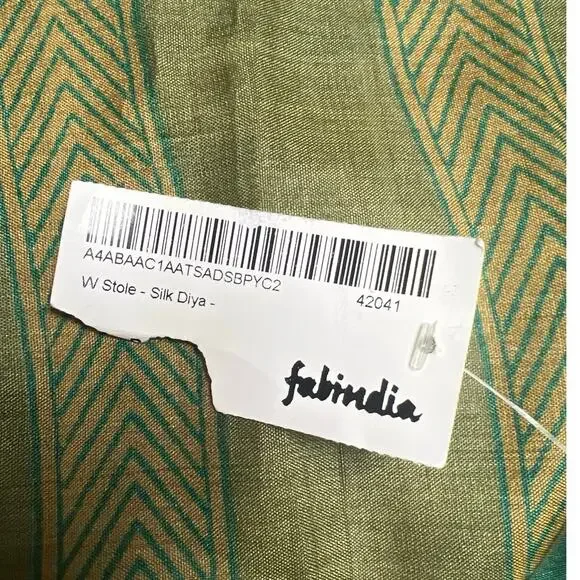 A4ABAAC1AATSADSBPYC2 42041
W Stole - Silk Diya -
fabindia